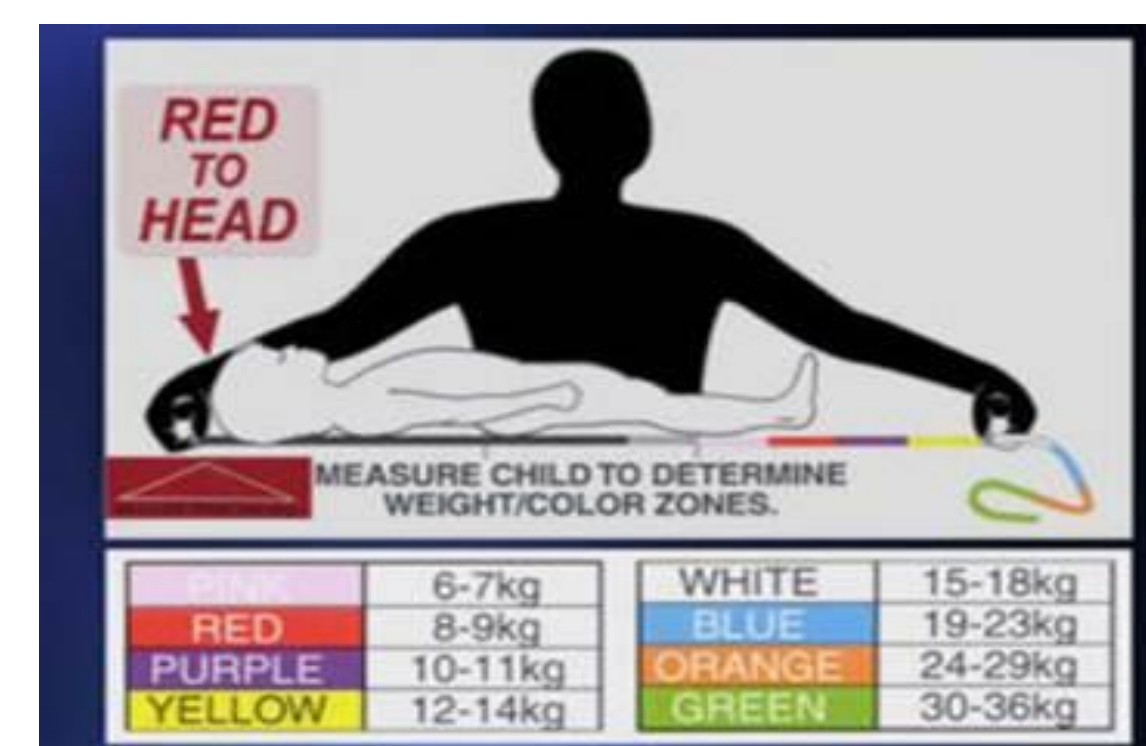 RED
TO
HEAD
MEASURE CHILD TO DETERMINE
WEIGHT/COLOR ZONES.
PINK 6-7kg
RED 8-9kg
PURPLE 10-11kg
YELLOW 12-14kg
WHITE 15-18kg
BLUE 19-23kg
ORANGE 24-29kg
GREEN 30-36kg